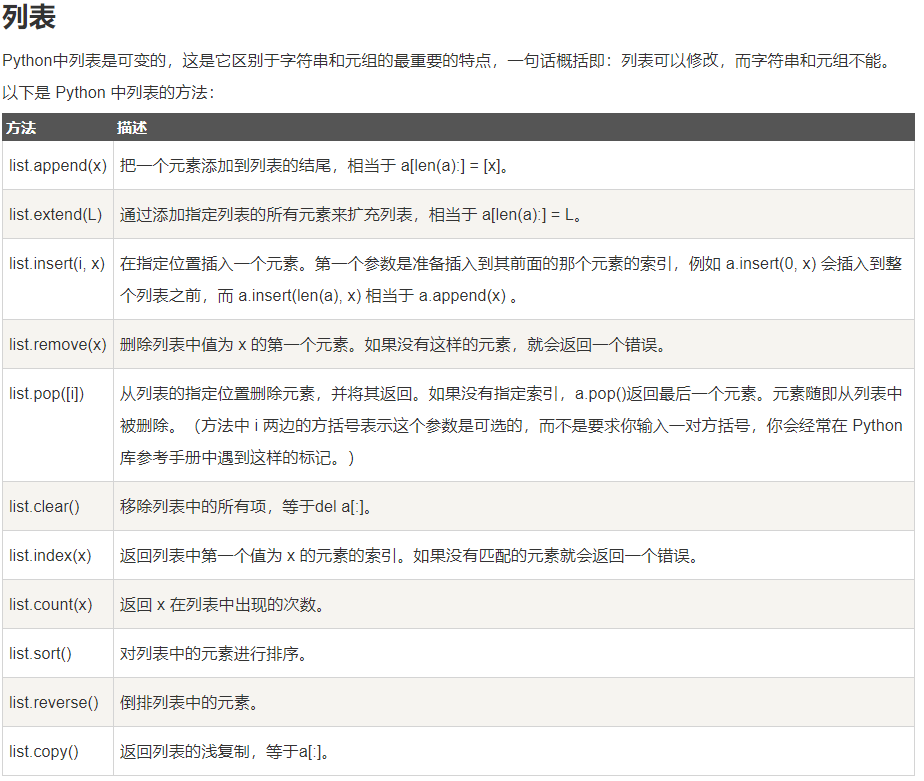 列表
Python中列表是可变的，这是它区别于字符串和元组的最重要的特点，一句话概括即：列表可以修改，而字符串和元组不能。
以下是 Python 中列表的方法：
方法 描述
list.append(x) 把一个元素添加到列表的结尾，相当于 a[len(a):] = [x]。
list.extend(L) 通过添加指定列表的所有元素来扩充列表，相当于 a[len(a):] = L。
list.insert(i, x) 在指定位置插入一个元素。第一个参数是准备插入到其前面的那个元素的索引，例如 a.insert(0, x) 会插入到整
个列表之前，而 a.insert(len(a), x) 相当于 a.append(x) 。
list.remove(x) 删除列表中值为 x 的第一个元素。如果没有这样的元素，就会返回一个错误。
list.pop([i]) 从列表的指定位置删除元素，并将其返回。如果没有指定索引，a.pop()返回最后一个元素。元素随即从列表中
被删除。（方法中 i 两边的方括号表示这个参数是可选的，而不是要求你输入一对方括号，你会经常在 Python
库参考手册中遇到这样的标记。）
list.clear() 移除列表中的所有项，等于del a[:]。
list.index(x) 返回列表中第一个值为 x 的元素的索引。如果没有匹配的元素就会返回一个错误。
list.count(x) 返回 x 在列表中出现的次数。
list.sort() 对列表中的元素进行排序。
list.reverse() 倒排列表中的元素。
list.copy() 返回列表的浅复制，等于a[:]。